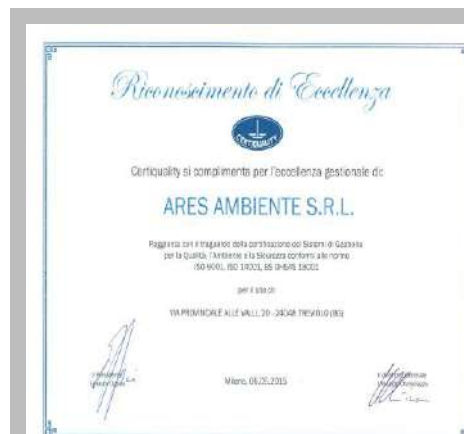 Riconoscimento di Eccellenza
CERTIQUALITY
Certiquality si complimenta per l'eccellenza gestionale di:
ARES AMBIENTE S.R.L.
Raggiunta con il traguardo della certificazione dei Sistemi di Gestione
per la Qualità, l'Ambiente e la Sicurezza conformi alle norme
ISO 9001, ISO 14001, BS OHSAS 18001
per il sito di:
VIA PROVINCIALE ALLE VALLI, 20 - 24048 TREVIOLO (BG)
Il Presidente
Milano, 06.05.2015